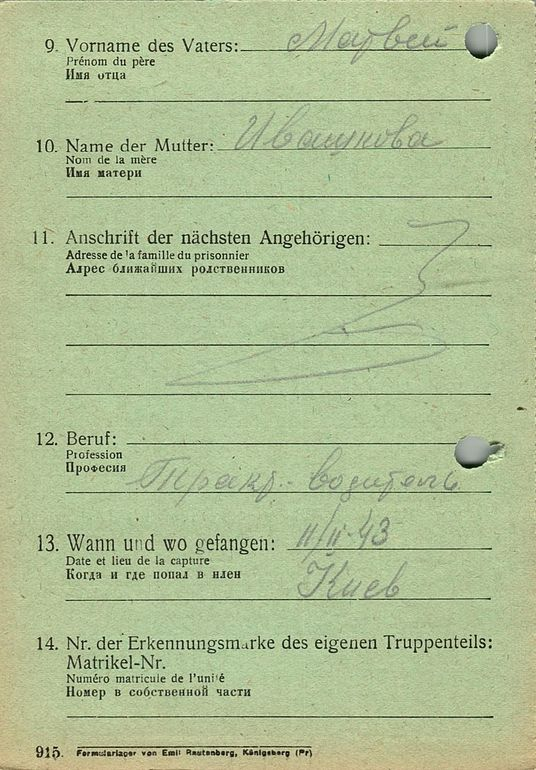 9. Vorname des Vaters: Матвей
Prénom du père
Имя отца
10. Name der Mutter: Ивашкова
Nom de la mère
Имя матери
11. Anschrift der nächsten Angehörigen:
Adresse de la famille du prisonnier
Адрес ближайших родственников
12. Beruf:
Profession
Професия Тракт.-водитель
13. Wann und wo gefangen: 11/II-43
Date et lieu de la capture
Когда и где попал в плен Киев
14. Nr. der Erkennungsmarke des eigenen Truppenteils:
Matrikel-Nr.
Numéro matricule de l'unité
Номер в собственной части
915. Formularlager von Emil Rautenberg, Königsberg (Pr)